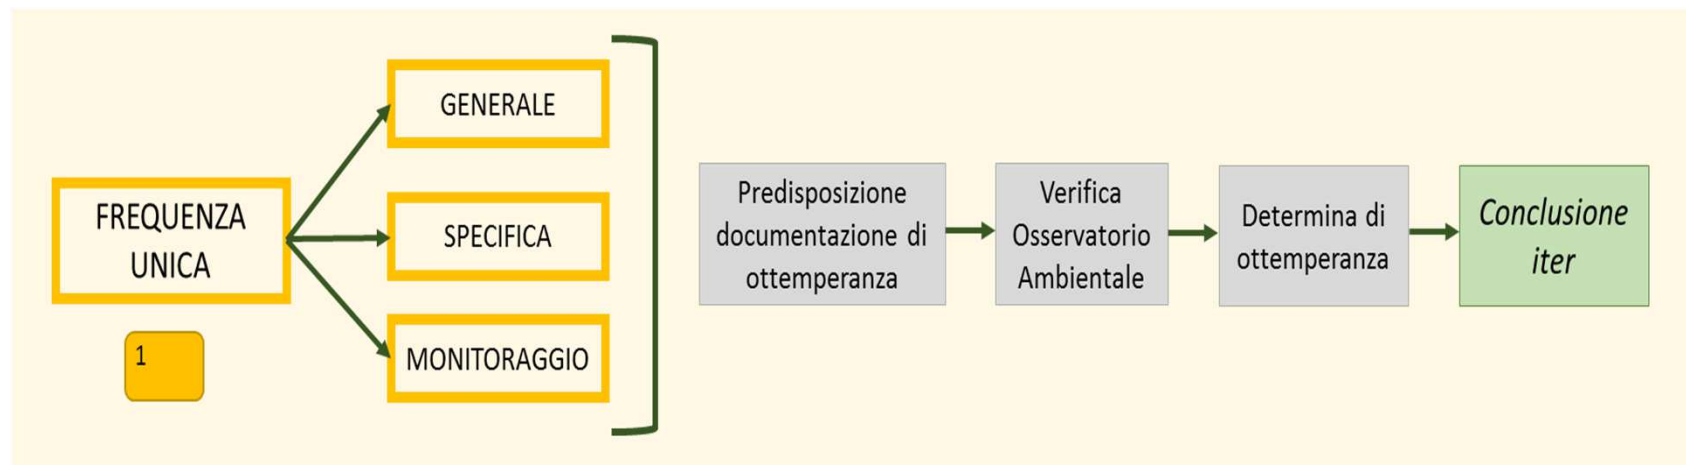 FREQUENZA
UNICA
1
GENERALE
SPECIFICA
MONITORAGGIO
Predisposizione
documentazione di
ottemperanza
Verifica
Osservatorio
Ambientale
Determina di
ottemperanza
Conclusione
iter